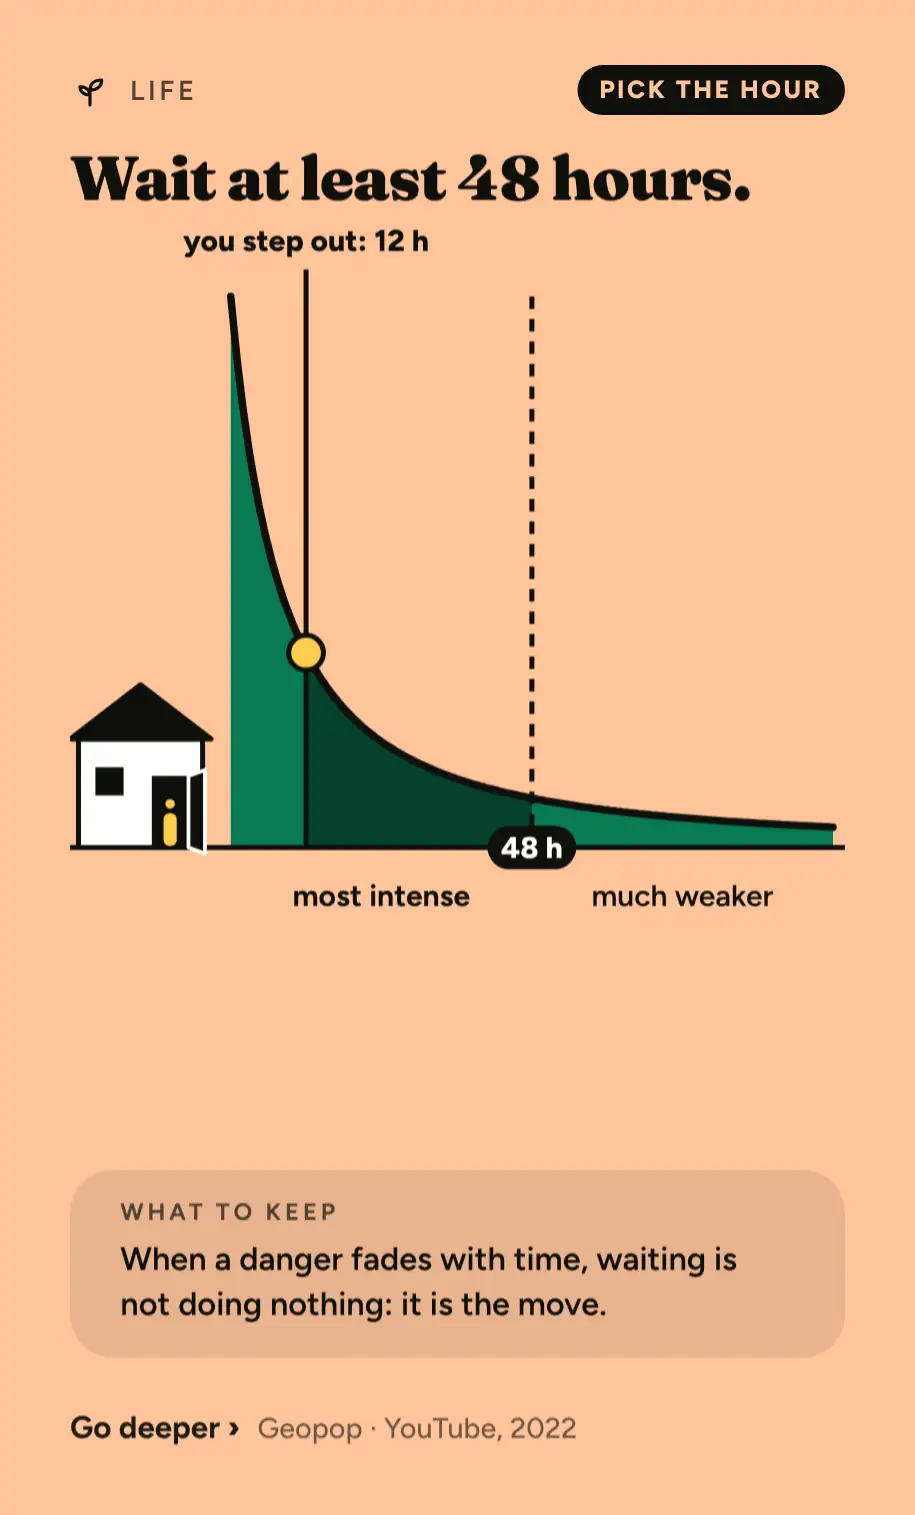 LIFE
PICK THE HOUR
Wait at least 48 hours.
you step out: 12 h
48 h
most intense
much weaker
WHAT TO KEEP
When a danger fades with time, waiting is
not doing nothing: it is the move.
Go deeper › Geopop · YouTube, 2022